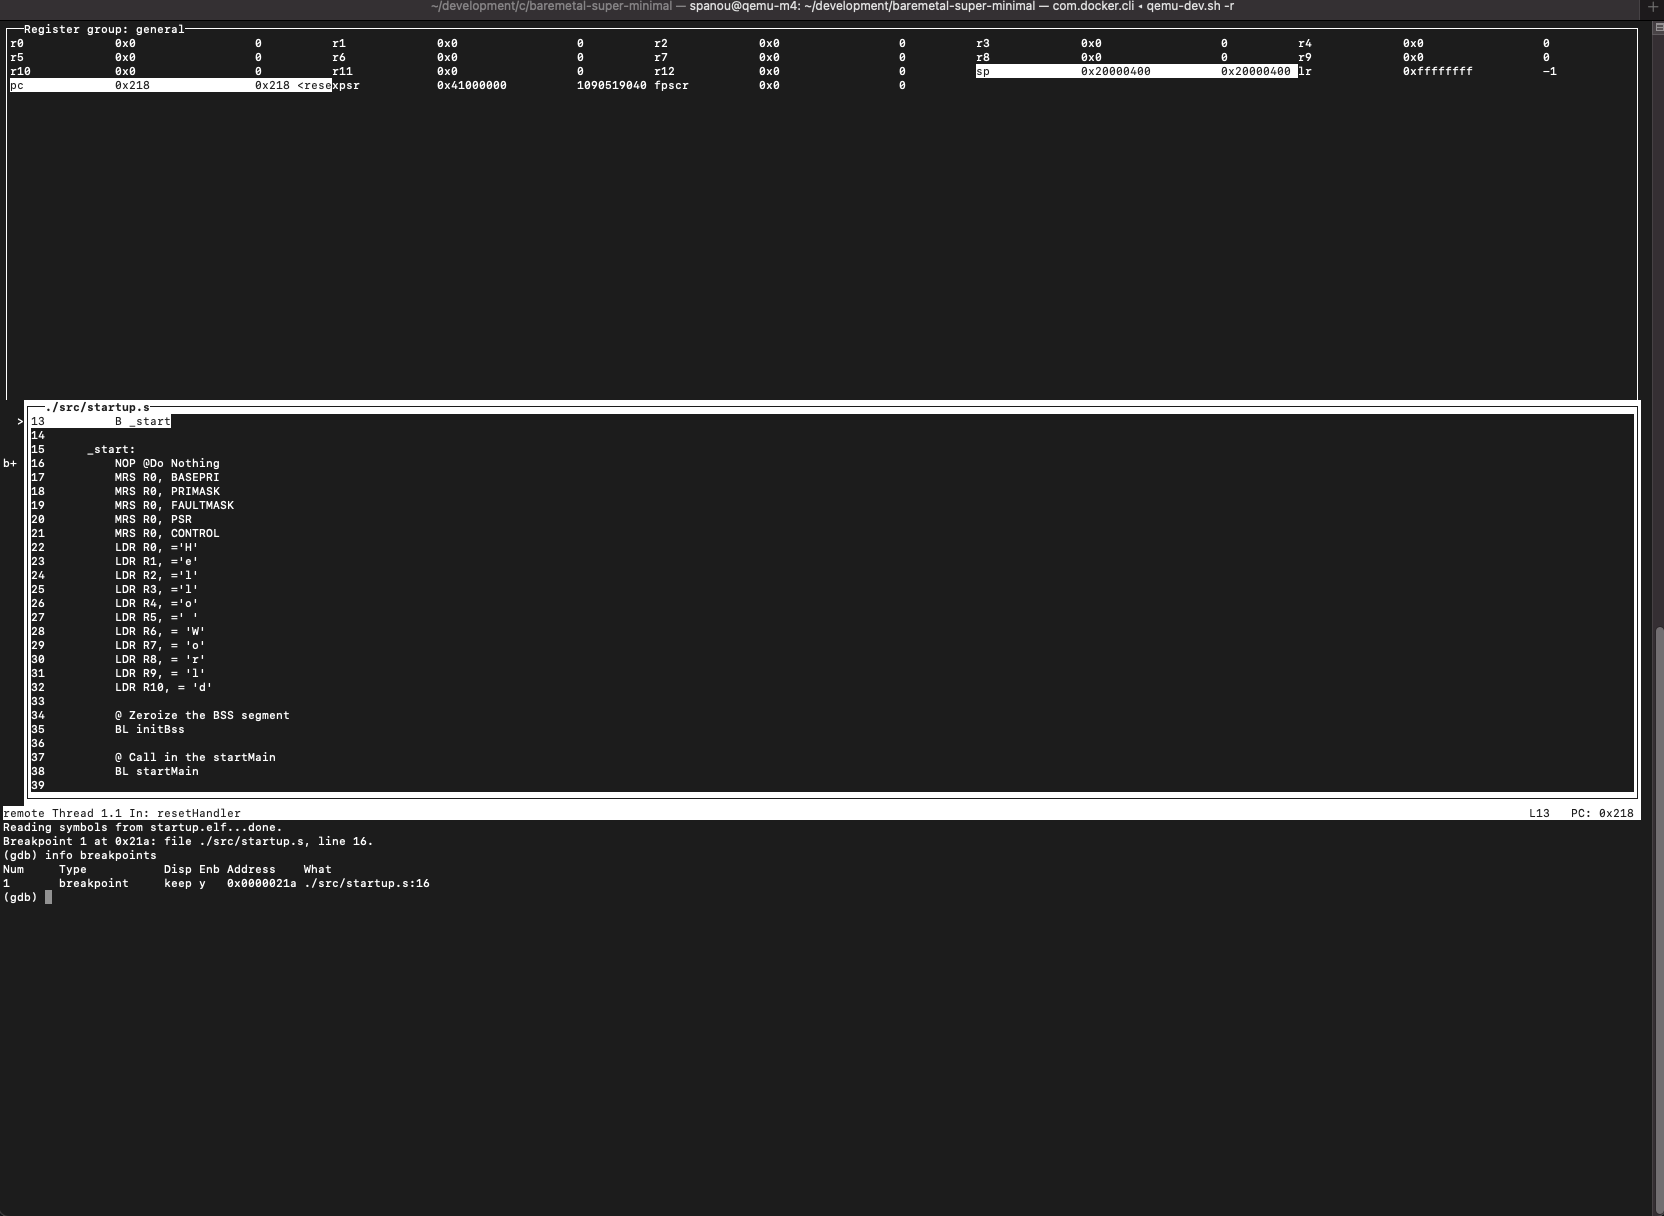 ~/development/c/baremetal-super-minimal — spanou@qemu-m4: ~/development/baremetal-super-minimal — com.docker.cli ◂ qemu-dev.sh -r
Register group: general
r0 0x0 0 r1 0x0 0 r2 0x0 0 r3 0x0 0 r4 0x0 0
r5 0x0 0 r6 0x0 0 r7 0x0 0 r8 0x0 0 r9 0x0 0
r10 0x0 0 r11 0x0 0 r12 0x0 0 sp 0x20000400 0x20000400 lr 0xffffffff -1
pc 0x218 0x218 <rese xpsr 0x41000000 1090519040 fpscr 0x0 0
./src/startup.s
> 13 B _start
14
15 _start:
b+ 16 NOP @Do Nothing
17 MRS R0, BASEPRI
18 MRS R0, PRIMASK
19 MRS R0, FAULTMASK
20 MRS R0, PSR
21 MRS R0, CONTROL
22 LDR R0, ='H'
23 LDR R1, ='e'
24 LDR R2, ='l'
25 LDR R3, ='l'
26 LDR R4, ='o'
27 LDR R5, =' '
28 LDR R6, = 'W'
29 LDR R7, = 'o'
30 LDR R8, = 'r'
31 LDR R9, = 'l'
32 LDR R10, = 'd'
33
34 @ Zeroize the BSS segment
35 BL initBss
36
37 @ Call in the startMain
38 BL startMain
39
remote Thread 1.1 In: resetHandler L13 PC: 0x218
Reading symbols from startup.elf...done.
Breakpoint 1 at 0x21a: file ./src/startup.s, line 16.
(gdb) info breakpoints
Num Type Disp Enb Address What
1 breakpoint keep y 0x0000021a ./src/startup.s:16
(gdb)